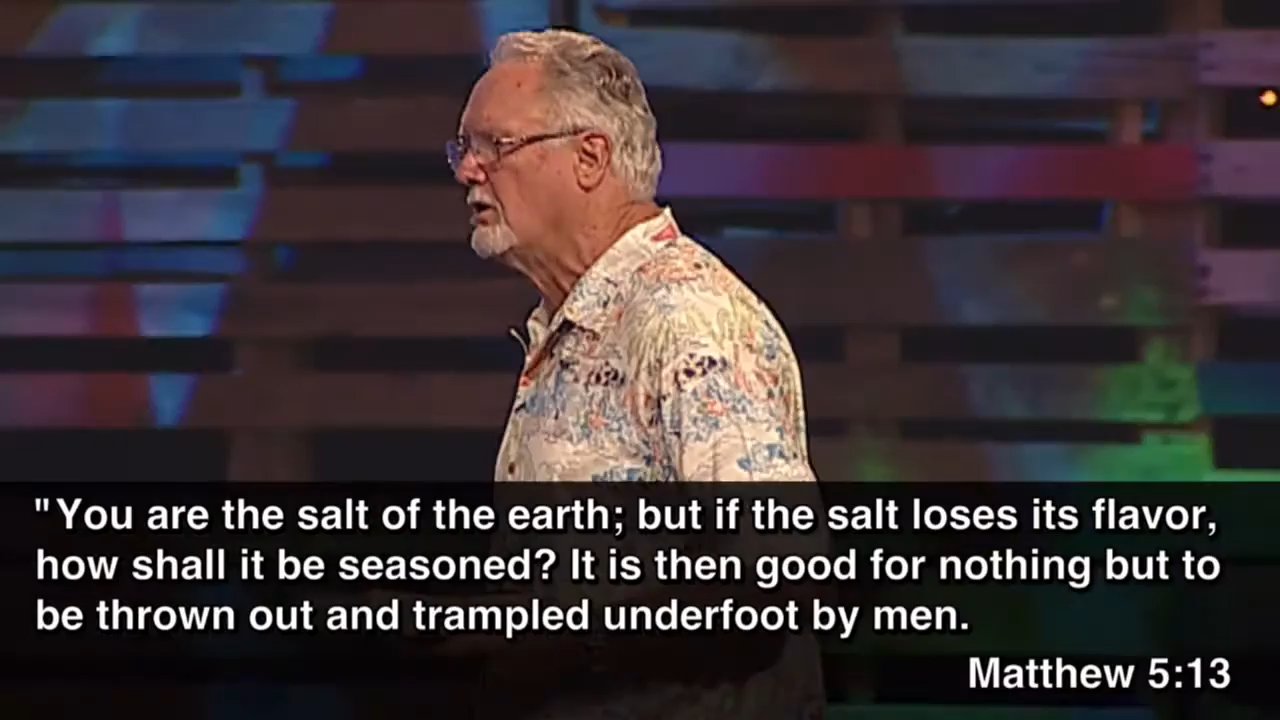 "You are the salt of the earth; but if the salt loses its flavor,
how shall it be seasoned? It is then good for nothing but to
be thrown out and trampled underfoot by men.
Matthew 5:13